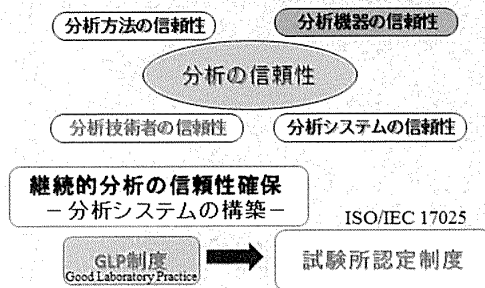 分析方法の信頼性
分析機器の信頼性
分析の信頼性
分析技術者の信頼性
分析システムの信頼性
継続的分析の信頼性確保
－分析システムの構築－
ISO/IEC 17025
GLP制度
Good Laboratory Practice
試験所認定制度